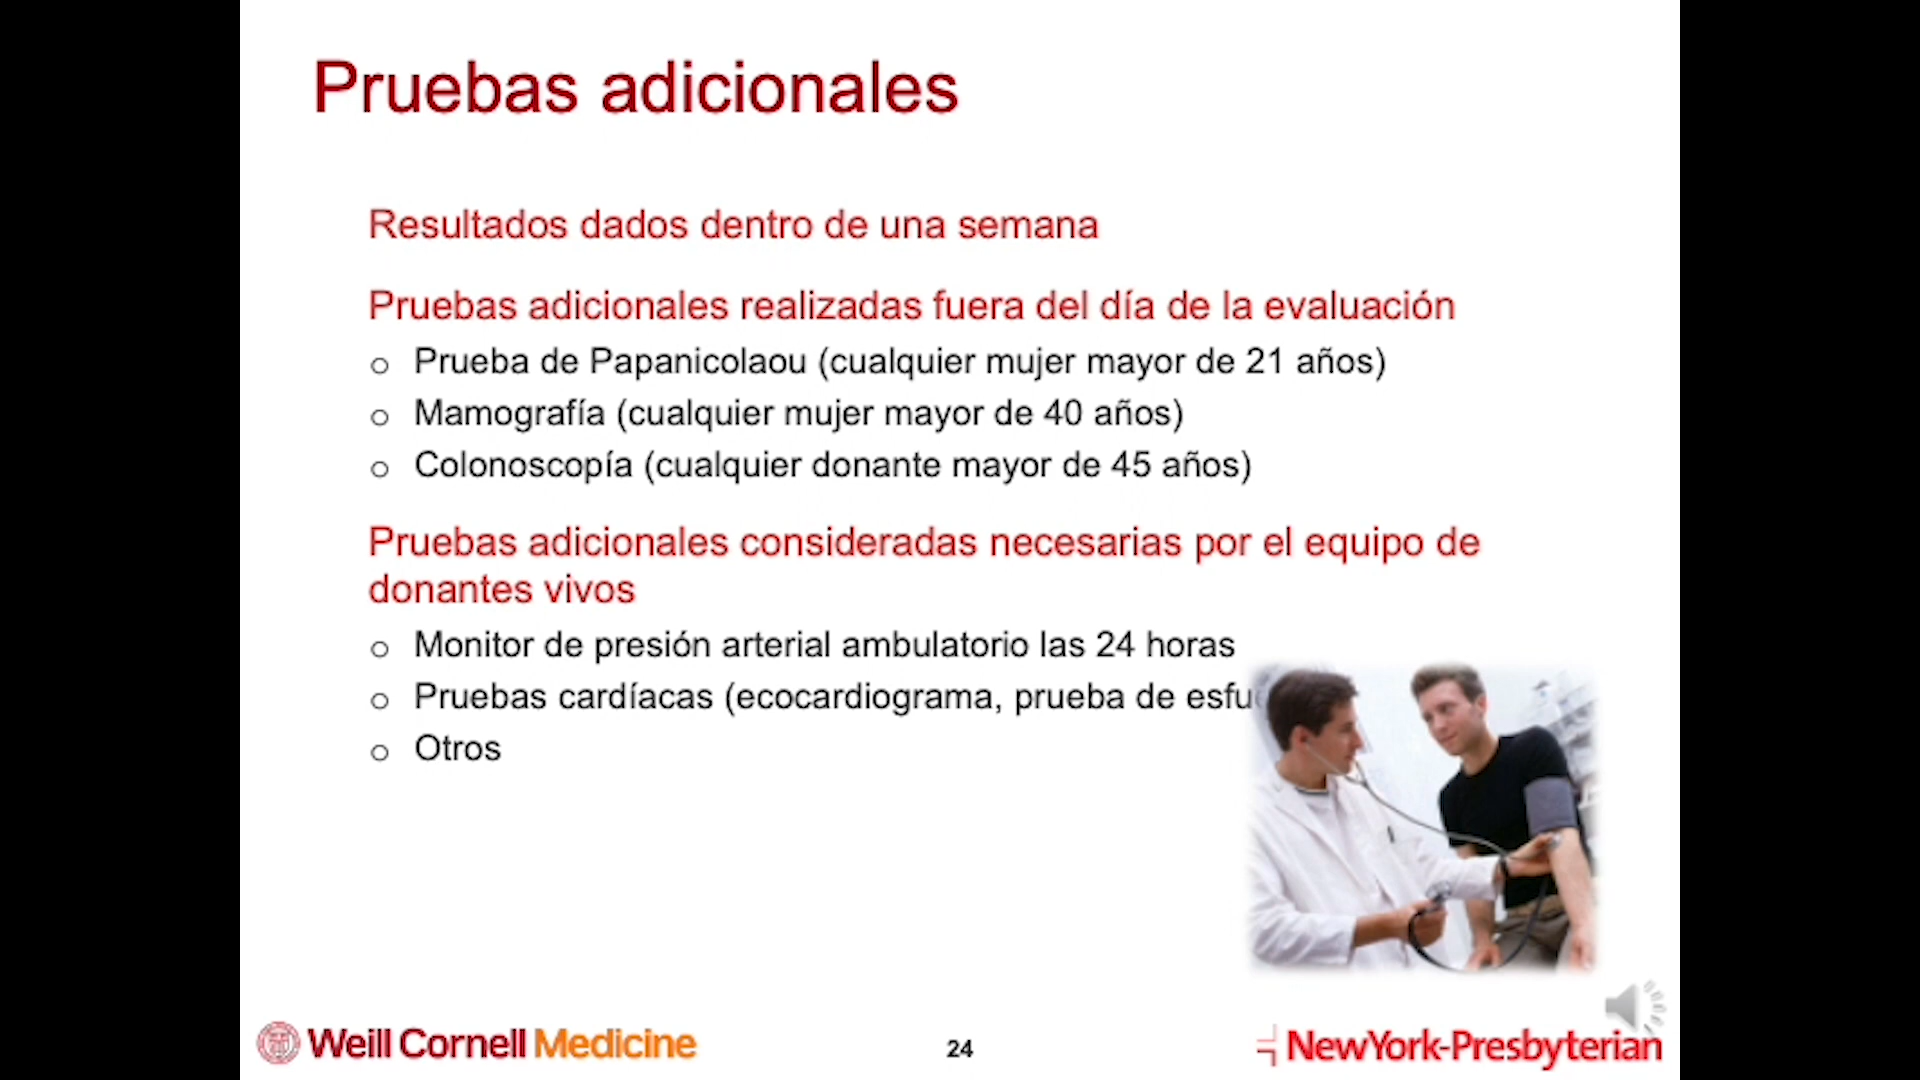 Pruebas adicionales
Resultados dados dentro de una semana
Pruebas adicionales realizadas fuera del día de la evaluación
o Prueba de Papanicolaou (cualquier mujer mayor de 21 años)
o Mamografía (cualquier mujer mayor de 40 años)
o Colonoscopía (cualquier donante mayor de 45 años)
Pruebas adicionales consideradas necesarias por el equipo de
donantes vivos
o Monitor de presión arterial ambulatorio las 24 horas
o Pruebas cardíacas (ecocardiograma, prueba de
o Otros
Weill Cornell Medicine
24
NewYork-Presbyterian